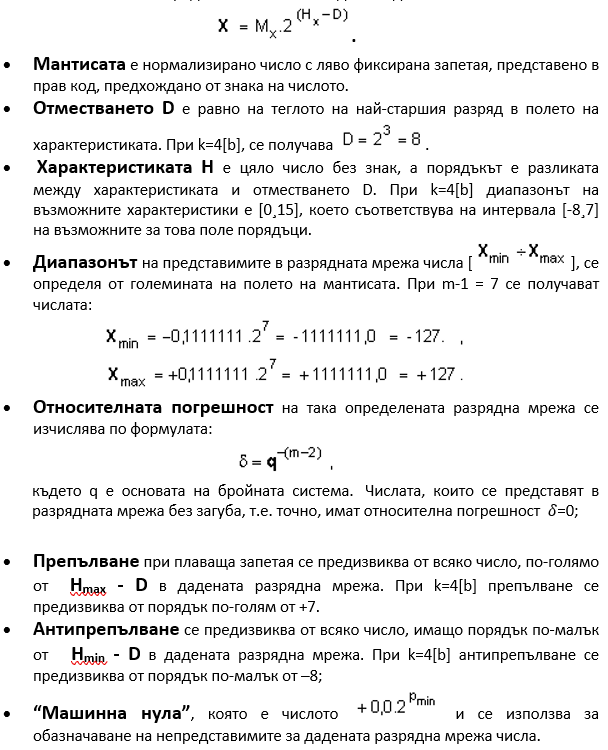 X = Mx.2^(Hx–D) .
• Мантисата е нормализирано число с ляво фиксирана запетая, представено в
прав код, предхождано от знака на числото.
• Отместването D е равно на теглото на най-старшия разряд в полето на
характеристиката. При k=4[b], се получава D = 2^3 = 8 .
• Характеристиката H е цяло число без знак, а порядъкът е разликата
между характеристиката и отместването D. При k=4[b] диапазонът на
възможните характеристики е [0¸15], което съответствува на интервала [-8¸7]
на възможните за това поле порядъци.
• Диапазонът на представимите в разрядната мрежа числа [ Xmin ÷ Xmax ], се
определя от големината на полето на мантисата. При m-1 = 7 се получават
числата:
Xmin = –0,1111111 .2^7 = - 1111111,0 = - 127. ,
Xmax = +0,1111111 .2^7 = + 1111111,0 = + 127 .
• Относителната погрешност на така определената разрядна мрежа се
изчислява по формулата:
δ = q^–(m–2) ,
където q е основата на бройната система. Числата, които се представят в
разрядната мрежа без загуба, т.е. точно, имат относителна погрешност δ=0;
• Препълване при плаваща запетая се предизвиква от всяко число, по-голямо
от Hmax - D в дадената разрядна мрежа. При k=4[b] препълване се
предизвиква от порядък по-голям от +7.
• Антипрепълване се предизвиква от всяко число, имащо порядък по-малък
от Hmin - D в дадената разрядна мрежа. При k=4[b] антипрепълване се
предизвиква от порядък по-малък от –8;
• “Машинна нула”, която е числото +0,0.2^pmin и се използва за
обозначаване на непредставимите за дадената разрядна мрежа числа.